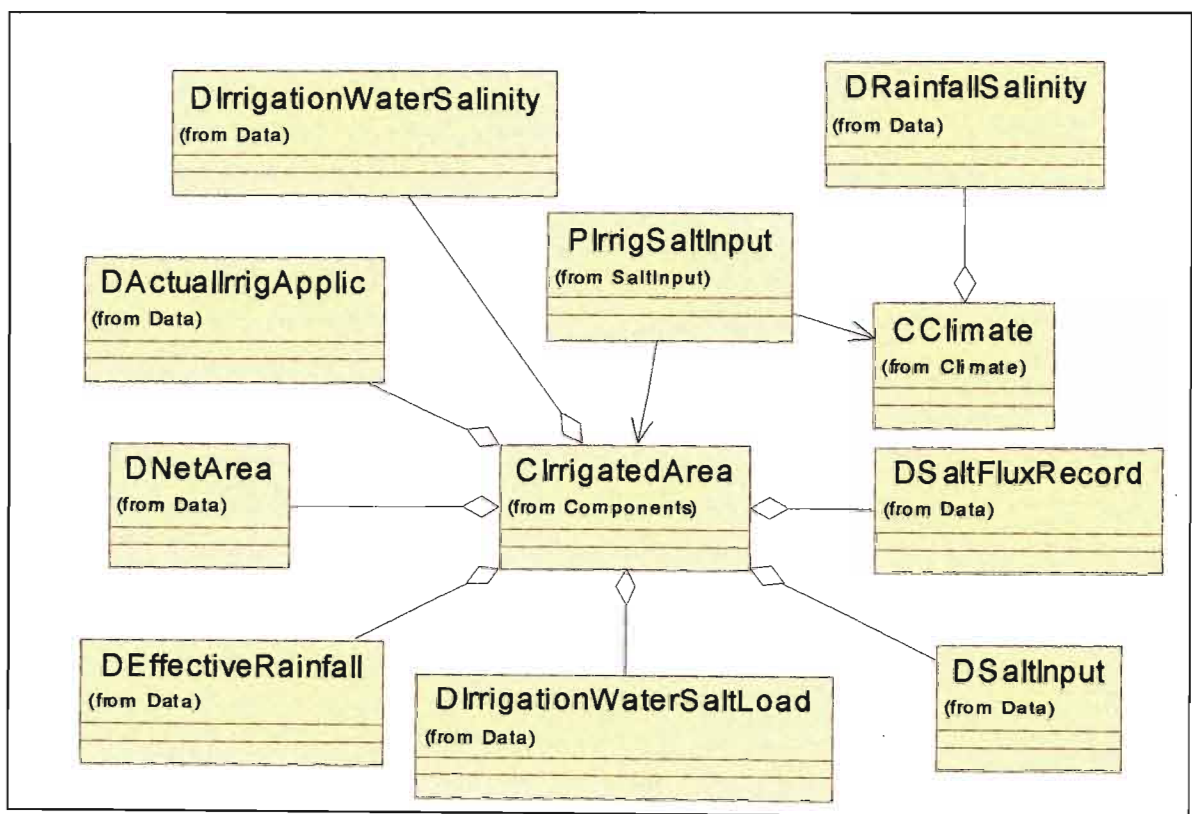 DIrrigationWaterSalinity
(from Data)
DRainfallSalinity
(from Data)
PIrrigSaltInput
(from SaltInput)
DActualIrrigApplic
(from Data)
CClimate
(from Climate)
DNetArea
(from Data)
CIrrigatedArea
(from Components)
DSaltFluxRecord
(from Data)
DEffectiveRainfall
(from Data)
DIrrigationWaterSaltLoad
(from Data)
DSaltInput
(from Data)